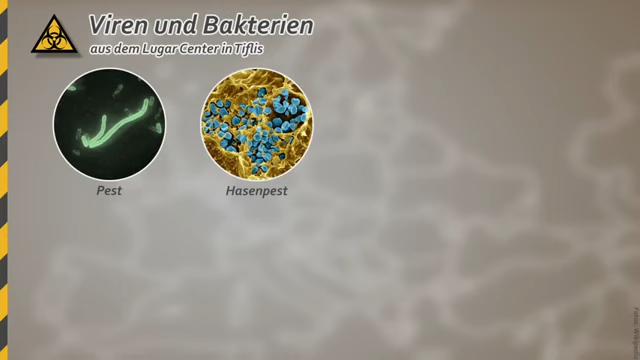 Viren und Bakterien
aus dem Lugar Center in Tiflis
Pest
Hasenpest